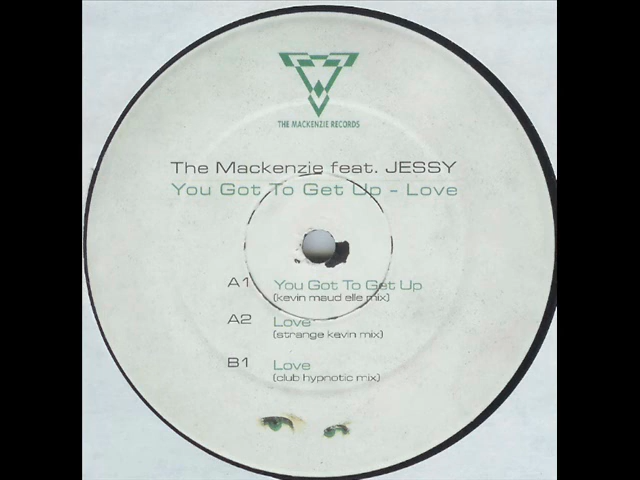 THE MACKENZIE RECORDS
The Mackenzie feat. JESSY
You Got To Get Up - Love
A1 You Got To Get Up
(kevin maud elle mix)
A2 Love
(strange kevin mix)
B1 Love
(club hypnotic mix)